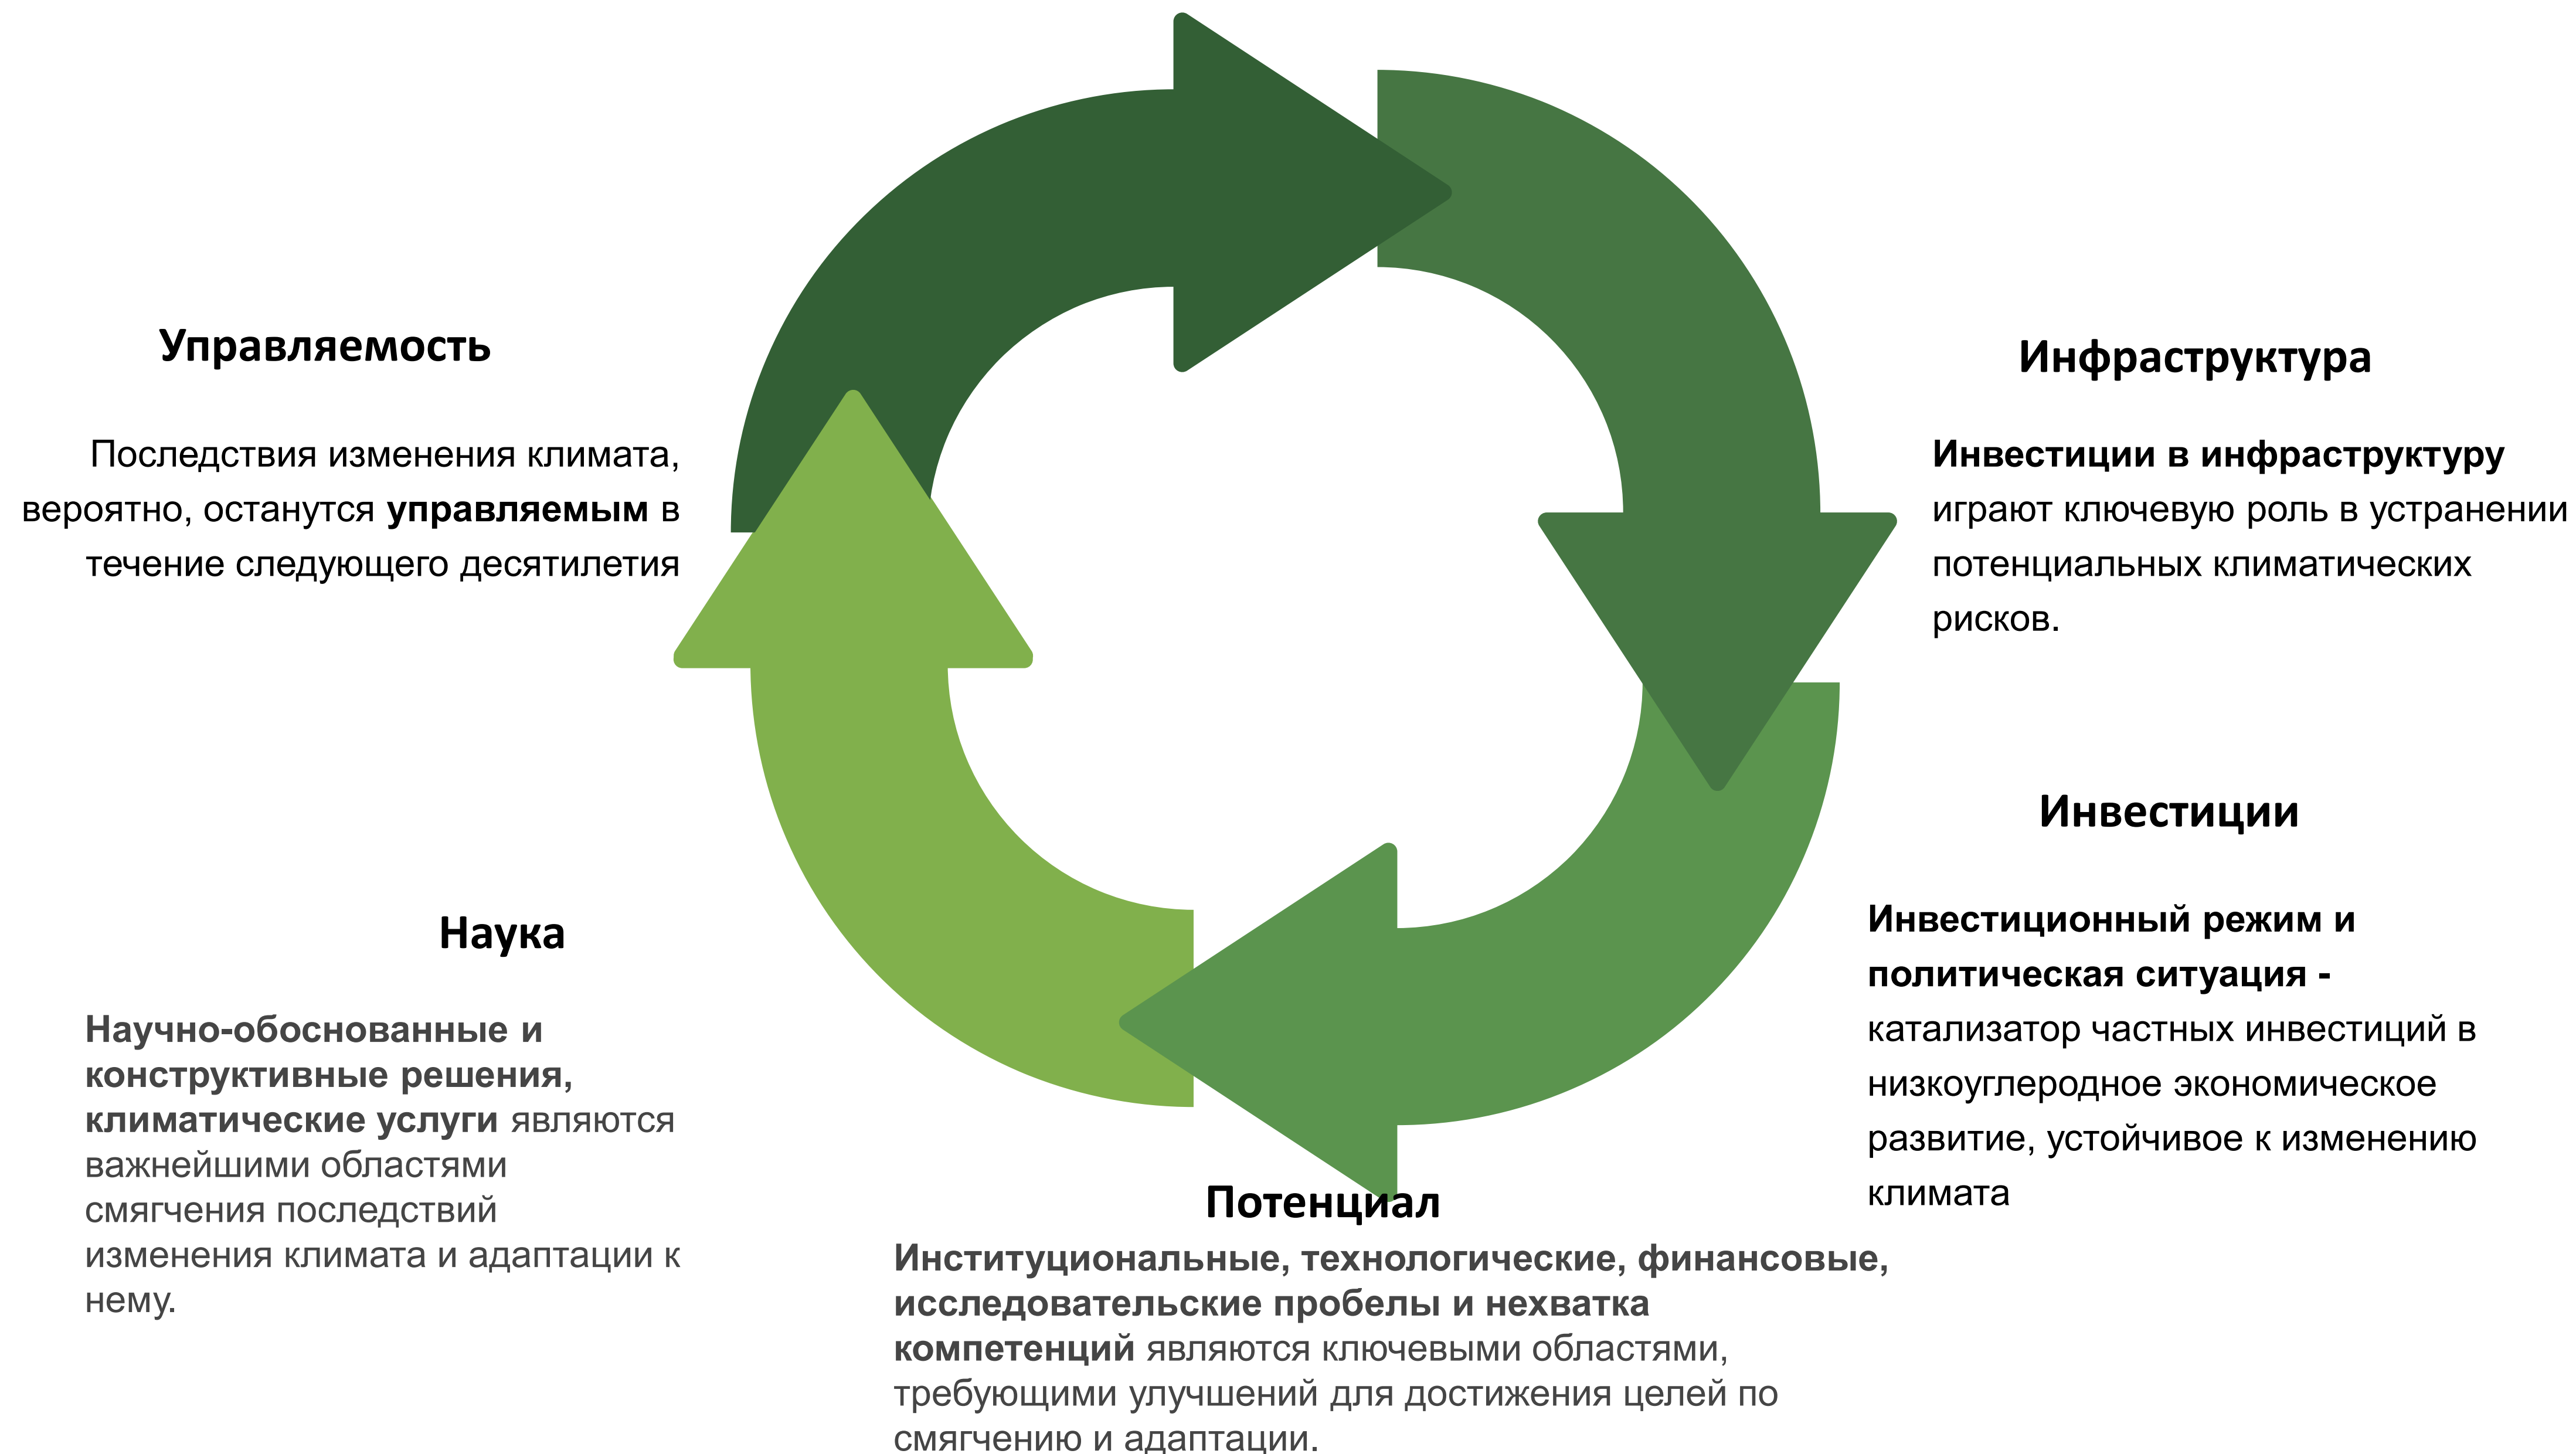 Управляемость
Последствия изменения климата,
вероятно, останутся управляемым в
течение следующего десятилетия
Инфраструктура
Инвестиции в инфраструктуру
играют ключевую роль в устранении
потенциальных климатических
рисков.
Инвестиции
Инвестиционный режим и
политическая ситуация -
катализатор частных инвестиций в
низкоуглеродное экономическое
развитие, устойчивое к изменению
климата
Потенциал
Институциональные, технологические, финансовые,
исследовательские пробелы и нехватка
компетенций являются ключевыми областями,
требующими улучшений для достижения целей по
смягчению и адаптации.
Наука
Научно-обоснованные и
конструктивные решения,
климатические услуги являются
важнейшими областями
смягчения последствий
изменения климата и адаптации к
нему.